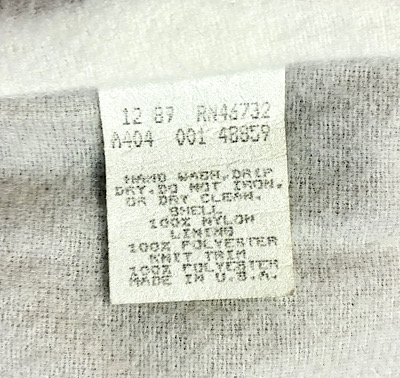 12 87 RN46732
A404 001 48859
HAND WASH, DRIP
DRY. DO NOT IRON,
OR DRY CLEAN.
SHELL
100% NYLON
LINING
100% POLYESTER
KNIT TRIM
100% POLYESTER
MADE IN U.S.A.